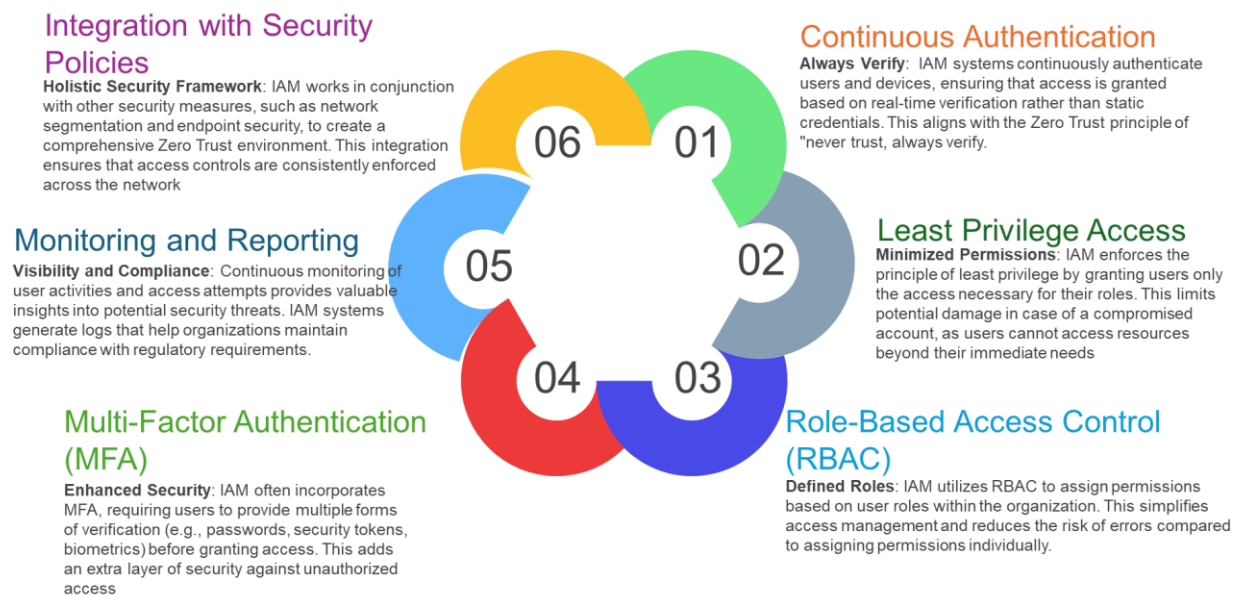 Integration with Security
Policies
Holistic Security Framework: IAM works in conjunction
with other security measures, such as network
segmentation and endpoint security, to create a
comprehensive Zero Trust environment. This integration
ensures that access controls are consistently enforced
across the network
06
01
Continuous Authentication
Always Verify:  IAM systems continuously authenticate
users and devices, ensuring that access is granted
based on real-time verification rather than static
credentials. This aligns with the Zero Trust principle of
"never trust, always verify.
Monitoring and Reporting
Visibility and Compliance: Continuous monitoring of
user activities and access attempts provides valuable
insights into potential security threats. IAM systems
generate logs that help organizations maintain
compliance with regulatory requirements.
05
02
Least Privilege Access
Minimized Permissions: IAM enforces the
principle of least privilege by granting users only
the access necessary for their roles. This limits
potential damage in case of a compromised
account, as users cannot access resources
beyond their immediate needs
Multi-Factor Authentication
(MFA)
Enhanced Security: IAM often incorporates
MFA, requiring users to provide multiple forms
of verification (e.g., passwords, security tokens,
biometrics) before granting access. This adds
an extra layer of security against unauthorized
access
04
03
Role-Based Access Control
(RBAC)
Defined Roles: IAM utilizes RBAC to assign permissions
based on user roles within the organization. This simplifies
access management and reduces the risk of errors compared
to assigning permissions individually.